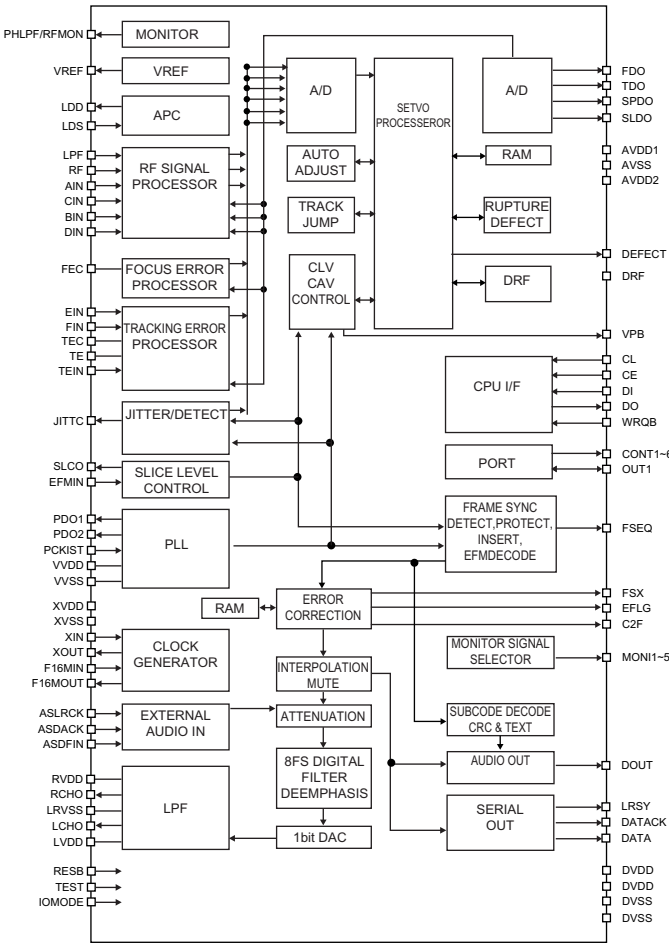 PHLPF/RFMON
MONITOR
VREF
VREF
LDD
LDS
APC
LPF
RF
AIN
CIN
BIN
DIN
RF SIGNAL
PROCESSOR
FEC
FOCUS ERROR
PROCESSOR
EIN
FIN
TEC
TE
TEIN
TRACKING ERROR
PROCESSOR
JITTC
JITTER/DETECT
SLCO
EFMIN
SLICE LEVEL
CONTROL
PDO1
PDO2
PCKIST
VVDD
VVSS
PLL
XVDD
XVSS
XIN
XOUT
F16MIN
F16MOUT
CLOCK
GENERATOR
ASLRCK
ASDACK
ASDFIN
EXTERNAL
AUDIO IN
RVDD
RCHO
LRVSS
LCHO
LVDD
LPF
RESB
TEST
IOMODE
A/D
AUTO
ADJUST
TRACK
JUMP
CLV
CAV
CONTROL
SETVO
PROCESSEROR
A/D
RAM
RUPTURE
DEFECT
DRF
CPU I/F
PORT
FRAME SYNC
DETECT,PROTECT,
INSERT,
EFMDECODE
RAM
ERROR
CORRECTION
INTERPOLATION
MUTE
ATTENUATION
8FS DIGITAL
FILTER
DEEMPHASIS
1bit DAC
MONITOR SIGNAL
SELECTOR
SUBCODE DECODE
CRC & TEXT
AUDIO OUT
SERIAL
OUT
FDO
TDO
SPDO
SLDO
AVDD1
AVSS
AVDD2
DEFECT
DRF
VPB
CL
CE
DI
DO
WRQB
CONT1~6
OUT1
FSEQ
FSX
EFLG
C2F
MONI1~5
DOUT
LRSY
DATACK
DATA
DVDD
DVDD
DVSS
DVSS